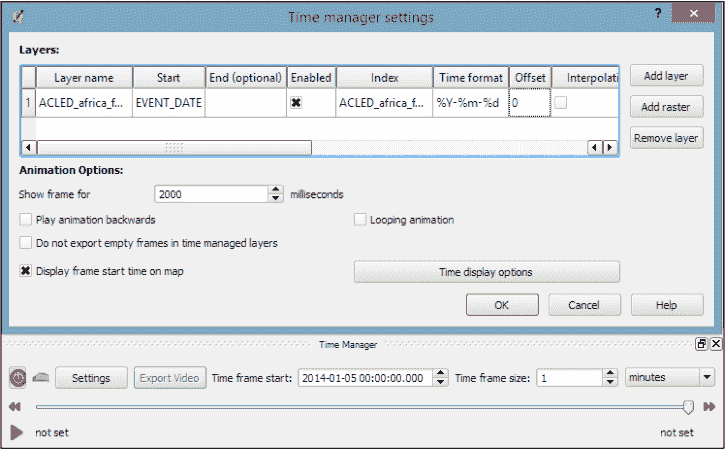 Time manager settings
?
Layers:
Layer name Start End (optional) Enabled Index Time format Offset Interpolati
1 ACLED_africa_f... EVENT_DATE ACLED_africa_f... %Y-%m-%d 0
Add layer
Add raster
Remove layer
Animation Options:
Show frame for 2000 milliseconds
Play animation backwards Looping animation
Do not export empty frames in time managed layers
Display frame start time on map Time display options
OK Cancel Help
Time Manager
Settings Export Video Time frame start: 2014-01-05 00:00:00.000 Time frame size: 1 minutes
not set not set